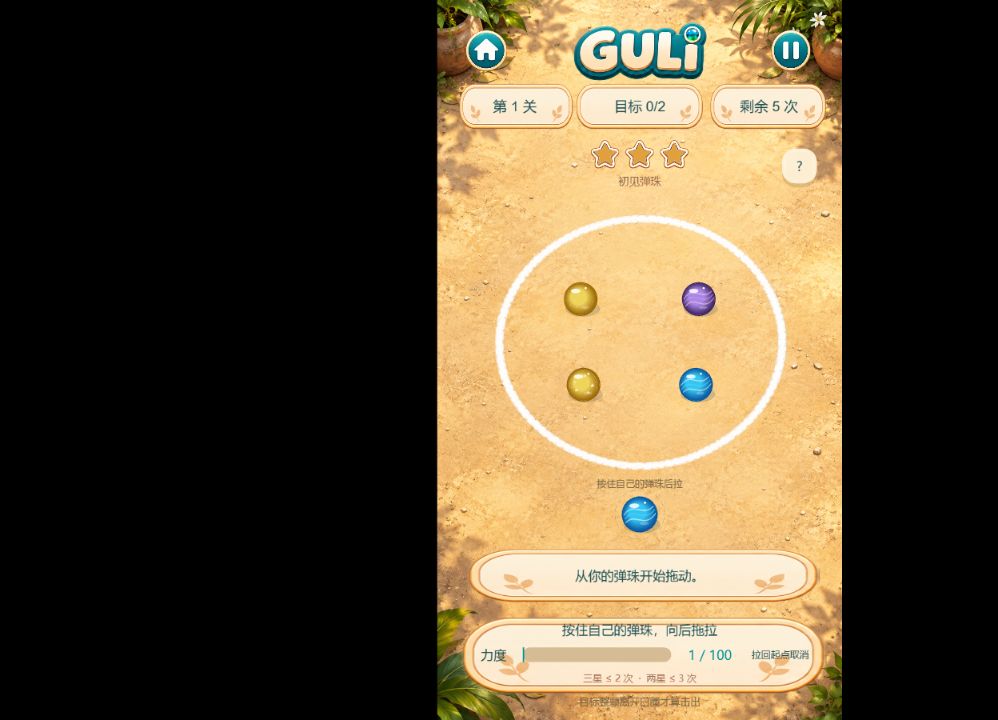 GULi
第 1 关
目标 0/2
剩余 5 次
?
初见弹珠
按住自己的弹珠后拉
从你的弹珠开始拖动。
按住自己的弹珠，向后拖拉
力度
1 / 100
拉回起点取消
三星 ≤ 2 次 · 两星 ≤ 3 次